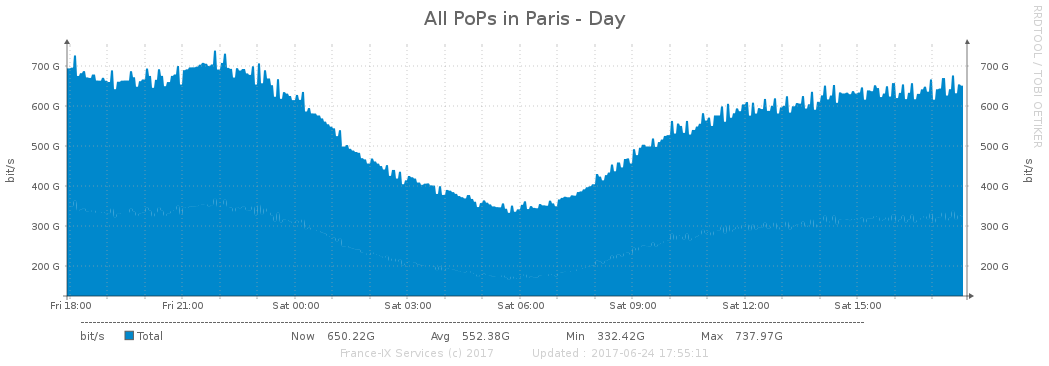 All PoPs in Paris - Day
RRDTOOL / TOBI OETIKER
700 G 700 G
600 G 600 G
500 G 500 G
400 G 400 G
300 G 300 G
200 G 200 G
bit/s
bit/s
Fri 18:00 Fri 21:00 Sat 00:00 Sat 03:00 Sat 06:00 Sat 09:00 Sat 12:00 Sat 15:00
bit/s Total Now 650.22G Avg 552.38G Min 332.42G Max 737.97G
France-IX Services (c) 2017 Updated : 2017-06-24 17:55:11